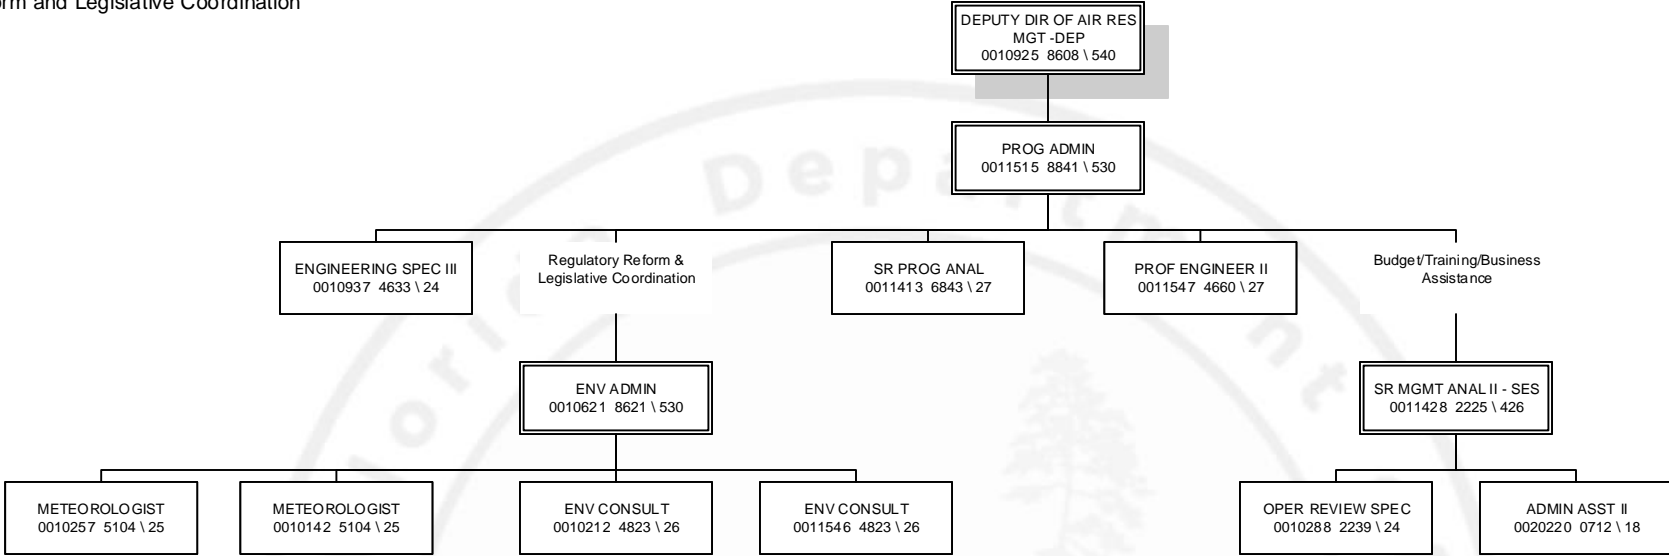 and Legislative Coordination
DEPUTY DIR OF AIR RES
MGT -DEP
0010925 8608 \ 540
PROG ADMIN
0011515 8841 \ 530
ENGINEERING SPEC III
0010937 4633 \ 24
Regulatory Reform &
Legislative Coordination
SR PROG ANAL
0011413 6843 \ 27
PROF ENGINEER II
0011547 4660 \ 27
Budget/Training/Business
Assistance
ENV ADMIN
0010621 8621 \ 530
SR MGMT ANAL II - SES
0011428 2225 \ 426
METEOROLOGIST
0010257 5104 \ 25
METEOROLOGIST
0010142 5104 \ 25
ENV CONSULT
0010212 4823 \ 26
ENV CONSULT
0011546 4823 \ 26
OPER REVIEW SPEC
0010288 2239 \ 24
ADMIN ASST II
0020220 0712 \ 18